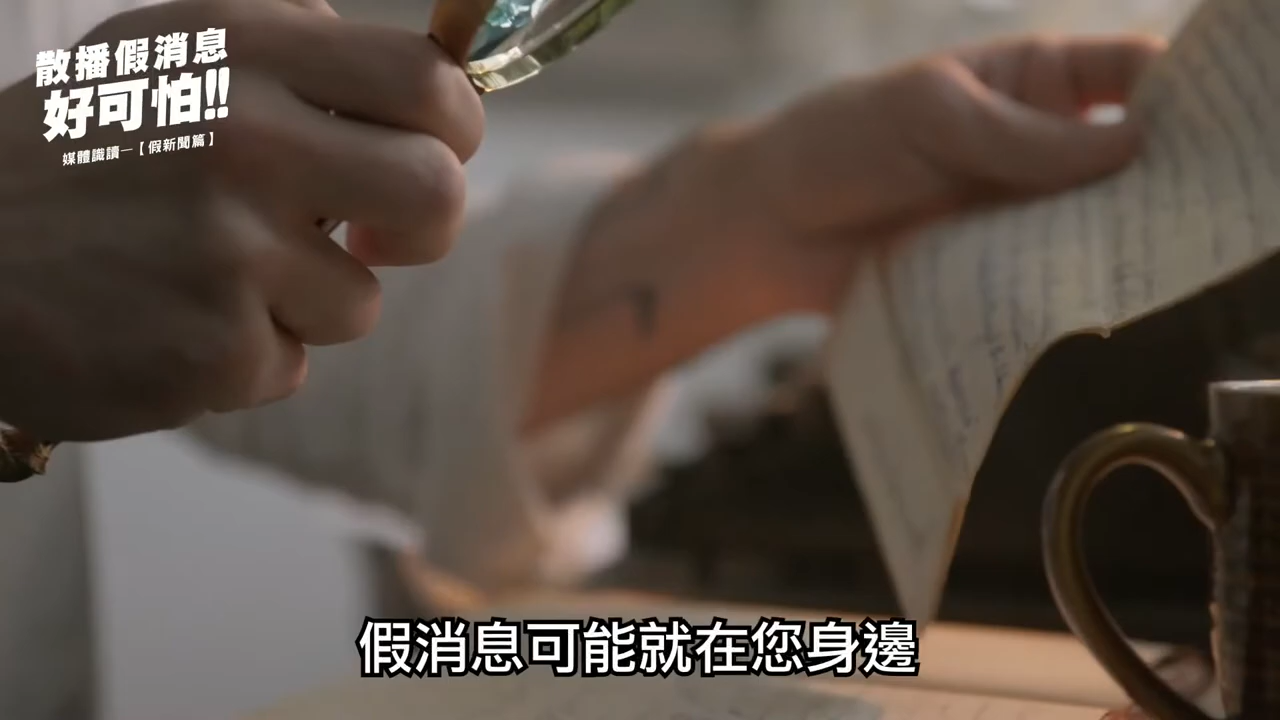 散播假消息
好可怕!!
媒體識讀—【假新聞篇】
假消息可能就在您身邊